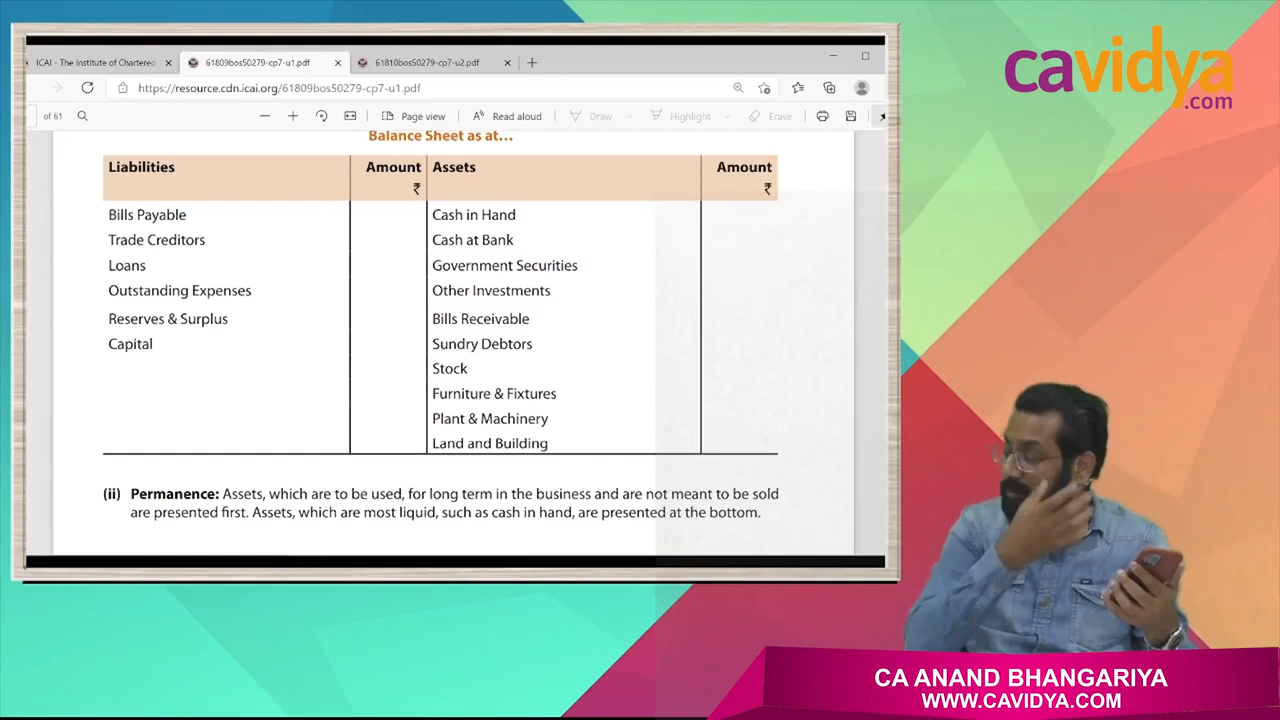 cavidya
.com
ICAI - The Institute of Chartered
61809bos50279-cp7-u1.pdf
61810bos50279-cp7-u2.pdf
https://resource.cdn.icai.org/61809bos50279-cp7-u1.pdf
of 61
Page view
Read aloud
Draw
Highlight
Erase
Balance Sheet as at…
Liabilities Amount Assets Amount
₹ ₹
Bills Payable Cash in Hand
Trade Creditors Cash at Bank
Loans Government Securities
Outstanding Expenses Other Investments
Reserves & Surplus Bills Receivable
Capital Sundry Debtors
Stock
Furniture & Fixtures
Plant & Machinery
Land and Building
(ii) Permanence: Assets, which are to be used, for long term in the business and are not meant to be sold
are presented first. Assets, which are most liquid, such as cash in hand, are presented at the bottom.
CA ANAND BHANGARIYA
WWW.CAVIDYA.COM